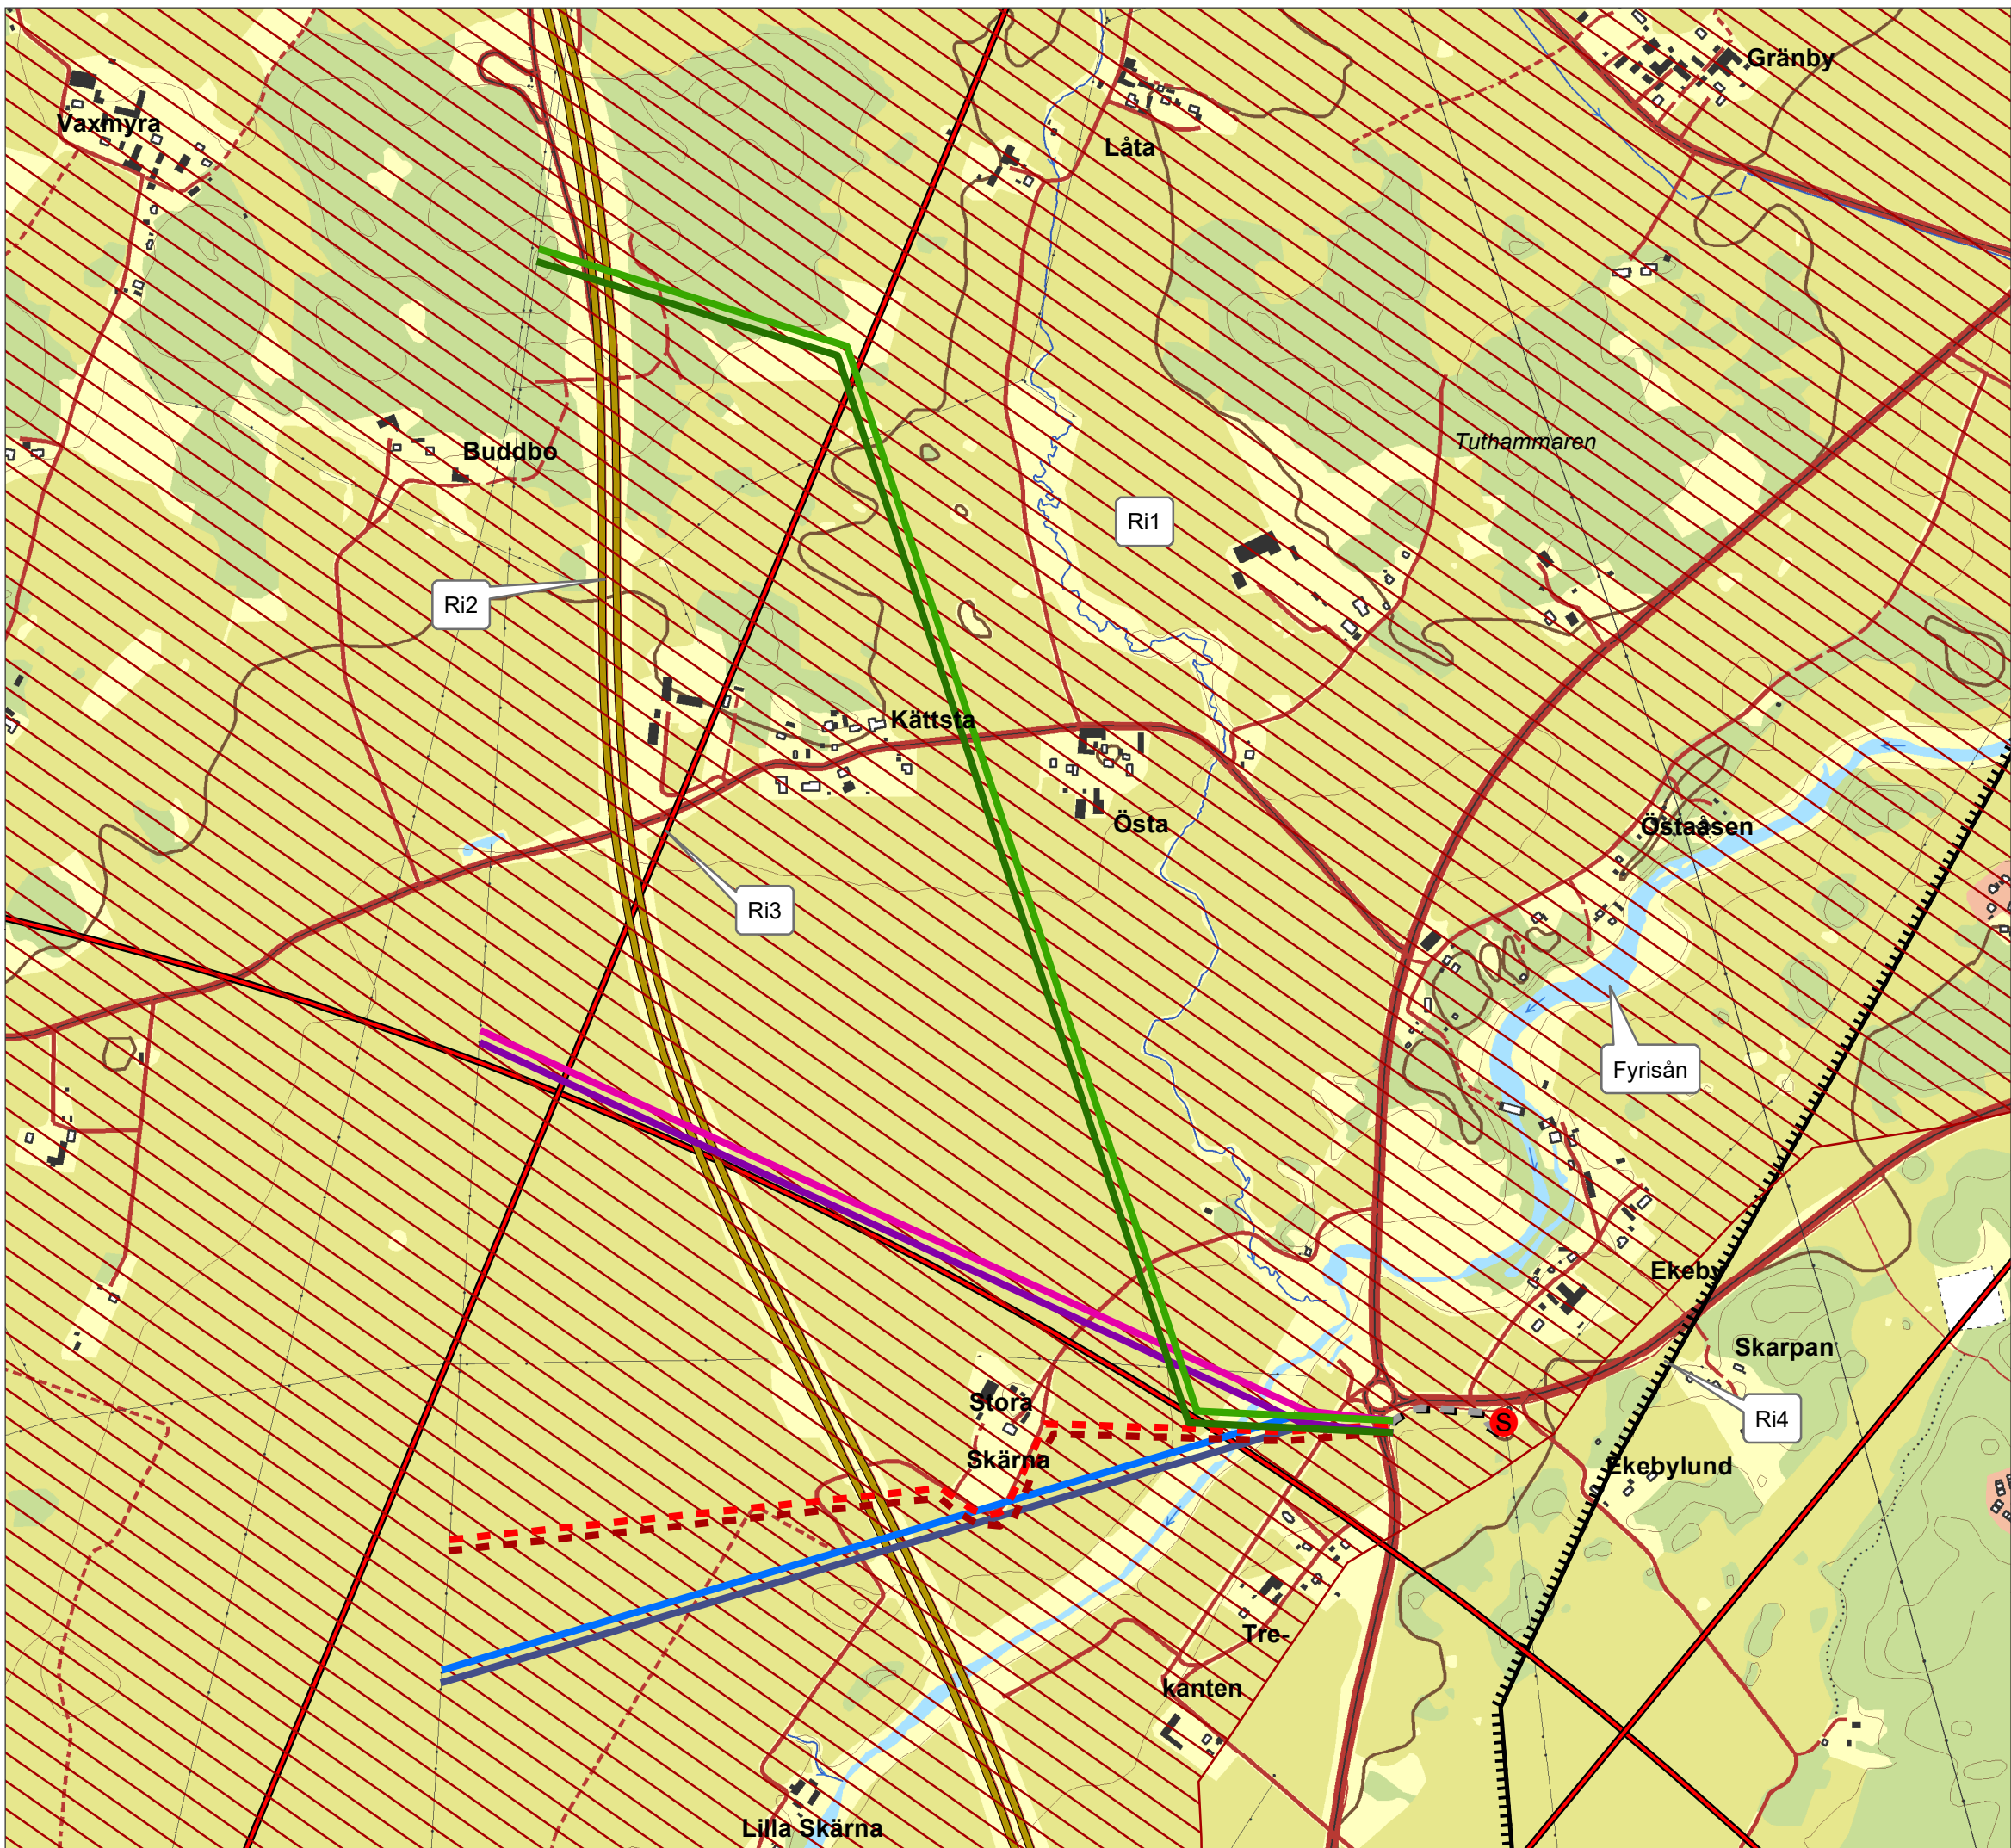 Gränby
Vaxmyra
Låta
Tuthammaren
Buddbo
Ri1
Ri2
Kättsta
Östa
Östaåsen
Ri3
Fyrisån
Ekeby
Skarpan
Stora
Skärna
Ri4
S
Ekebylund
Tre-
kanten
Lilla Skärna